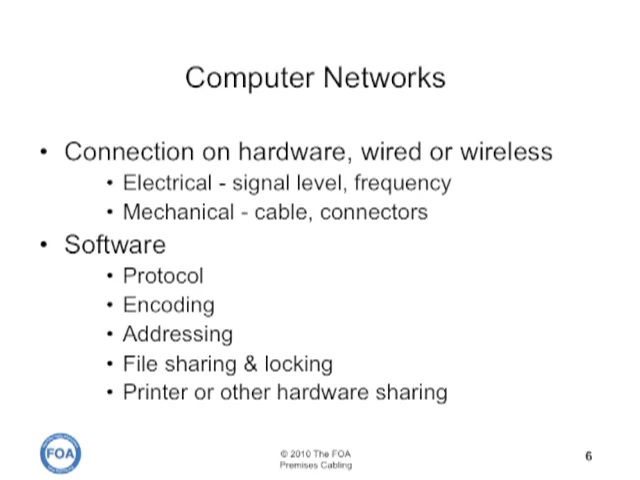 Computer Networks
• Connection on hardware, wired or wireless
• Electrical - signal level, frequency
• Mechanical - cable, connectors
• Software
• Protocol
• Encoding
• Addressing
• File sharing & locking
• Printer or other hardware sharing
FOA
© 2010 The FOA
Premises Cabling
6